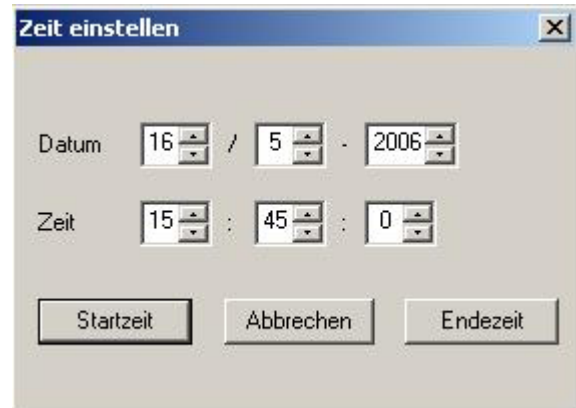 Zeit einstellen
Datum 16 / 5 - 2006
Zeit 15 : 45 : 0
Startzeit Abbrechen Endezeit